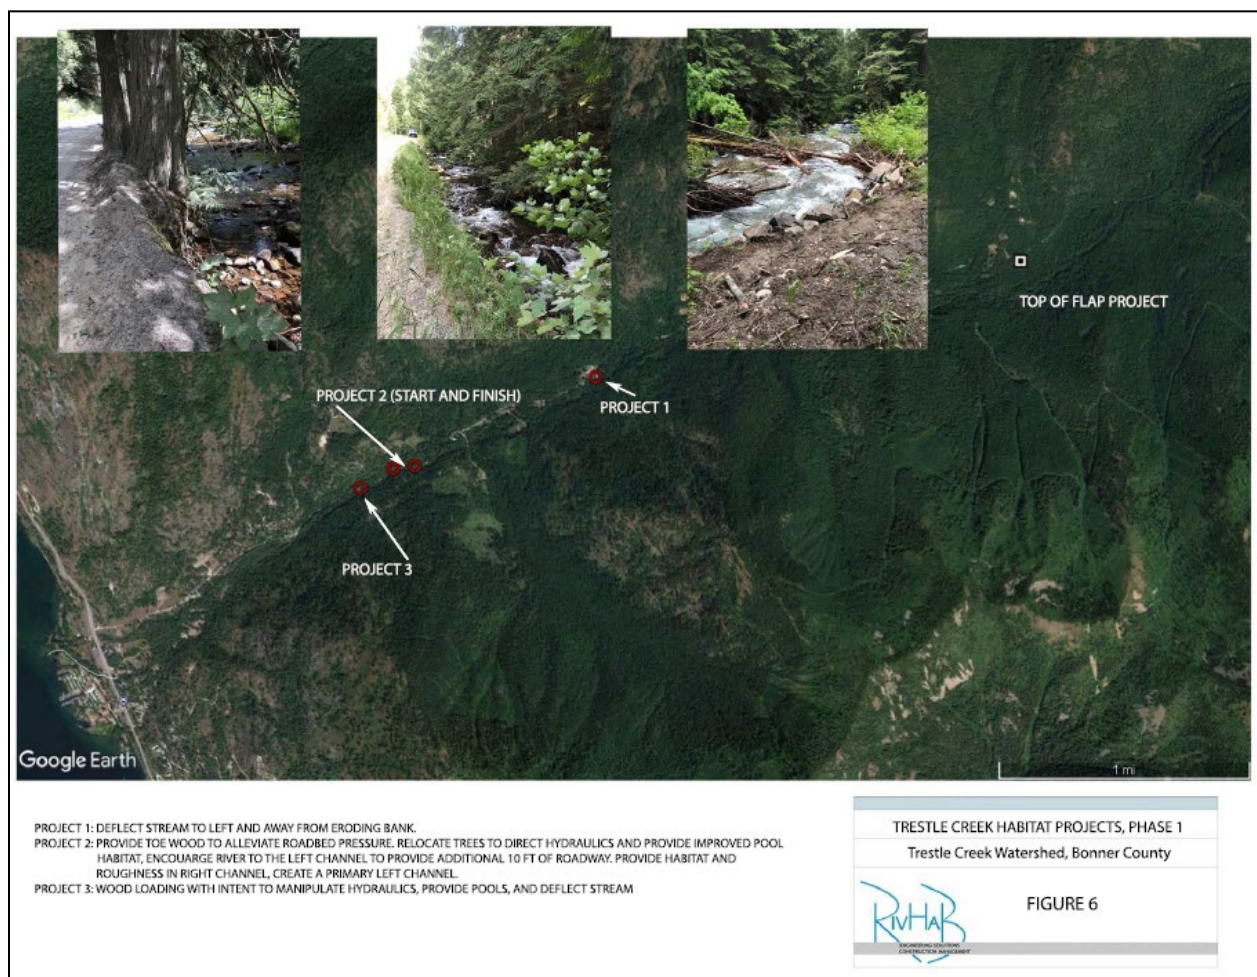 TOP OF FLAP PROJECT
PROJECT 2 (START AND FINISH)
PROJECT 1
PROJECT 3
Google Earth
1 mi
PROJECT 1: DEFLECT STREAM TO LEFT AND AWAY FROM ERODING BANK.
PROJECT 2: PROVIDE TOE WOOD TO ALLEVIATE ROADBED PRESSURE. RELOCATE TREES TO DIRECT HYDRAULICS AND PROVIDE IMPROVED POOL
HABITAT, ENCOUARGE RIVER TO THE LEFT CHANNEL TO PROVIDE ADDITIONAL 10 FT OF ROADWAY. PROVIDE HABITAT AND
ROUGHNESS IN RIGHT CHANNEL, CREATE A PRIMARY LEFT CHANNEL.
PROJECT 3: WOOD LOADING WITH INTENT TO MANIPULATE HYDRAULICS, PROVIDE POOLS, AND DEFLECT STREAM
TRESTLE CREEK HABITAT PROJECTS, PHASE 1
Trestle Creek Watershed, Bonner County
FIGURE 6
RIVHAB
ENGINEERING SOLUTIONS
CONSTRUCTION MANAGEMENT